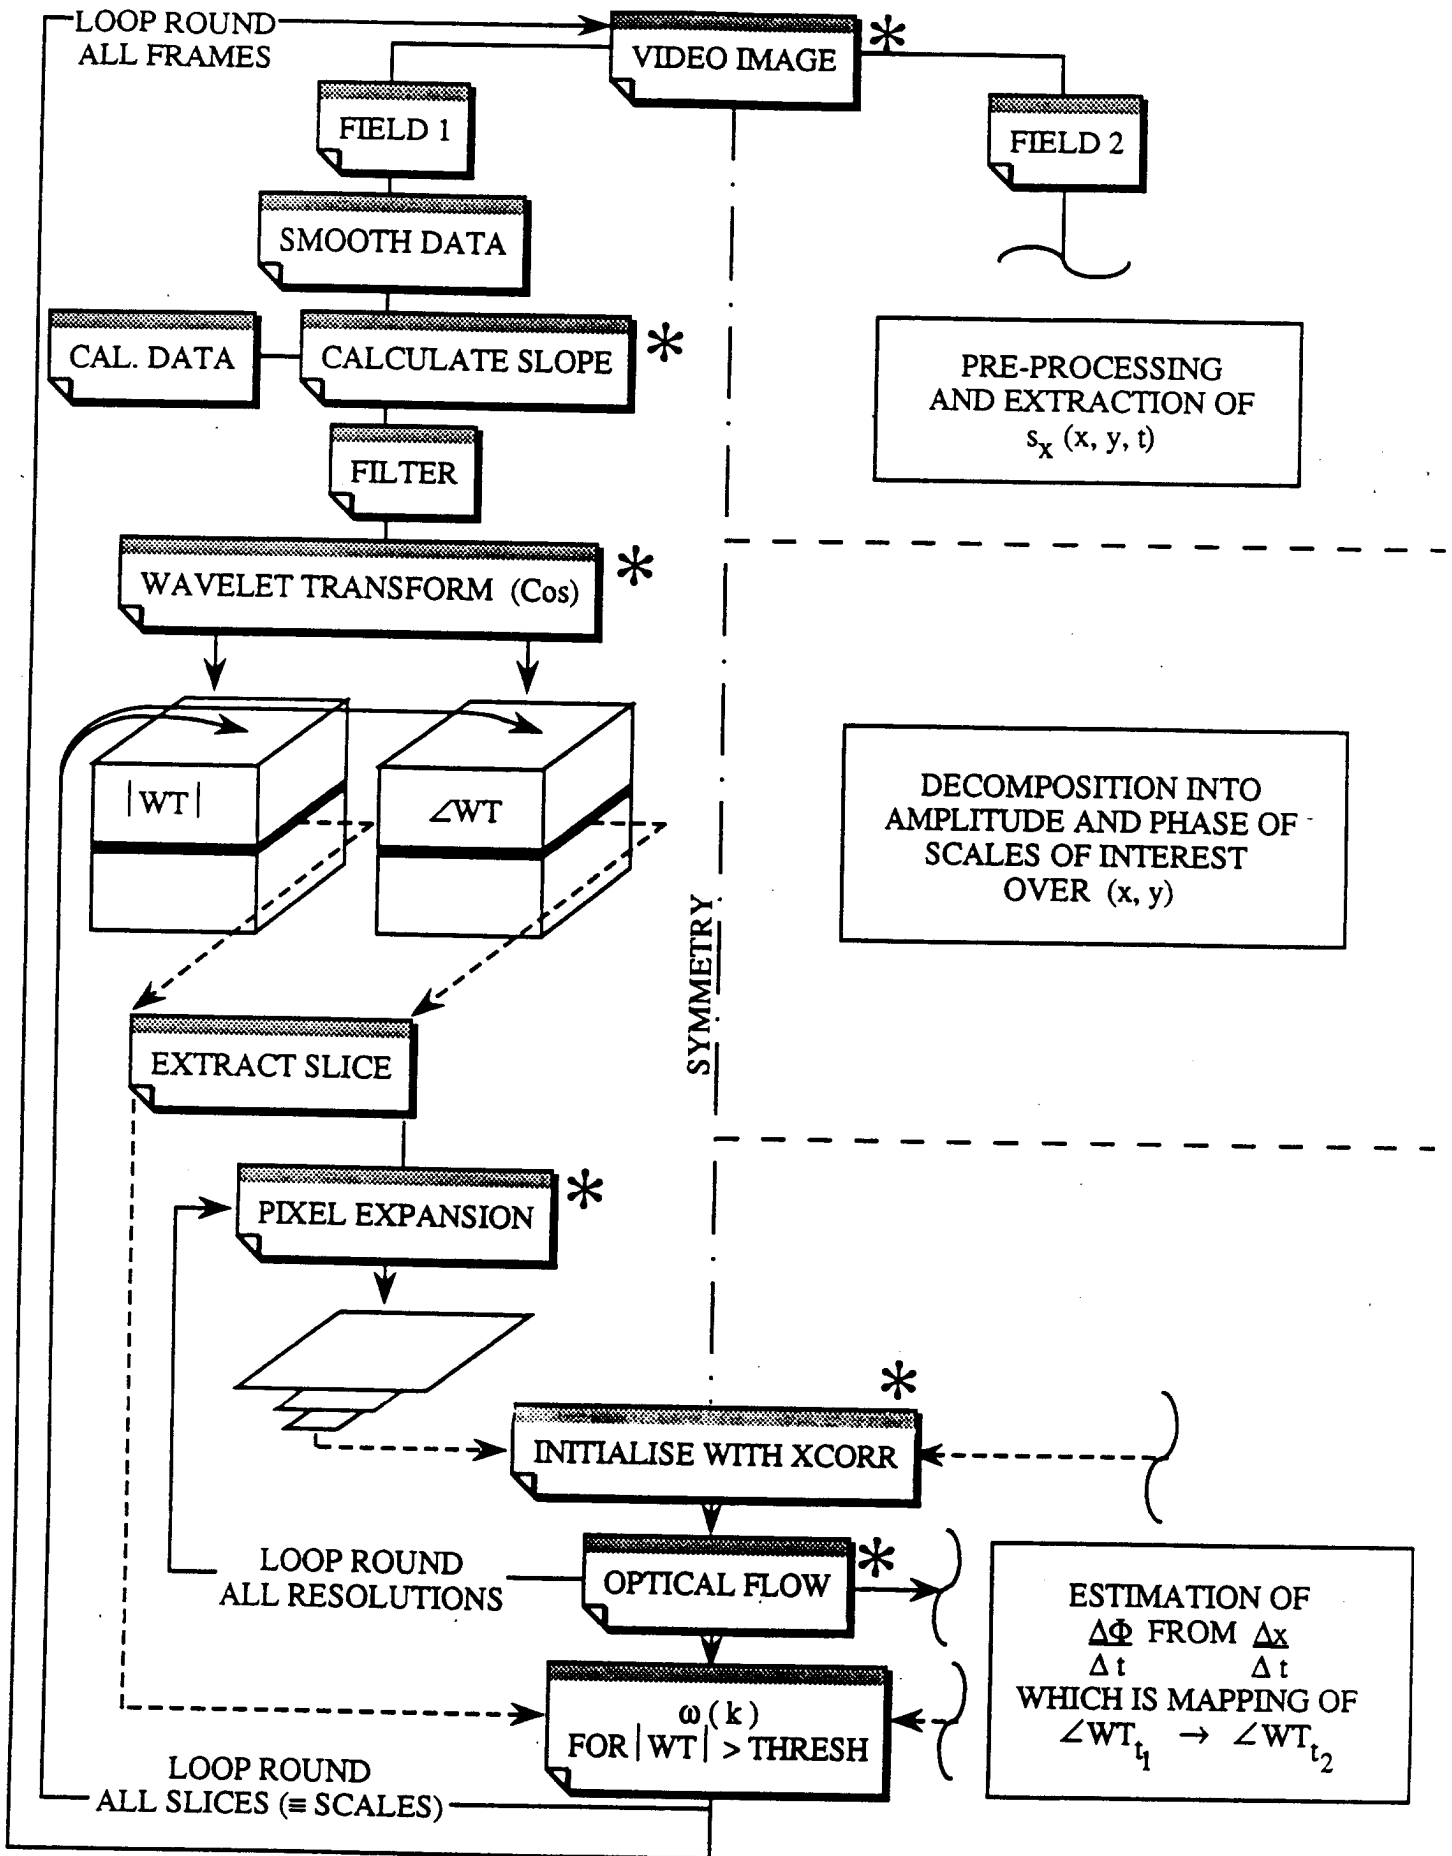 LOOP ROUND
ALL FRAMES
VIDEO IMAGE *
FIELD 1
FIELD 2
SMOOTH DATA
CAL. DATA
CALCULATE SLOPE *
PRE-PROCESSING
AND EXTRACTION OF
s_x (x, y, t)
FILTER
WAVELET TRANSFORM (Cos) *
|WT|
∠WT
DECOMPOSITION INTO
AMPLITUDE AND PHASE OF
SCALES OF INTEREST
OVER (x, y)
SYMMETRY
EXTRACT SLICE
PIXEL EXPANSION *
INITIALISE WITH XCORR *
LOOP ROUND
ALL RESOLUTIONS
OPTICAL FLOW *
ESTIMATION OF
ΔΦ FROM Δx
Δt Δt
WHICH IS MAPPING OF
∠WT_t1 → ∠WT_t2
ω(k)
FOR |WT| > THRESH
LOOP ROUND
ALL SLICES (≡ SCALES)